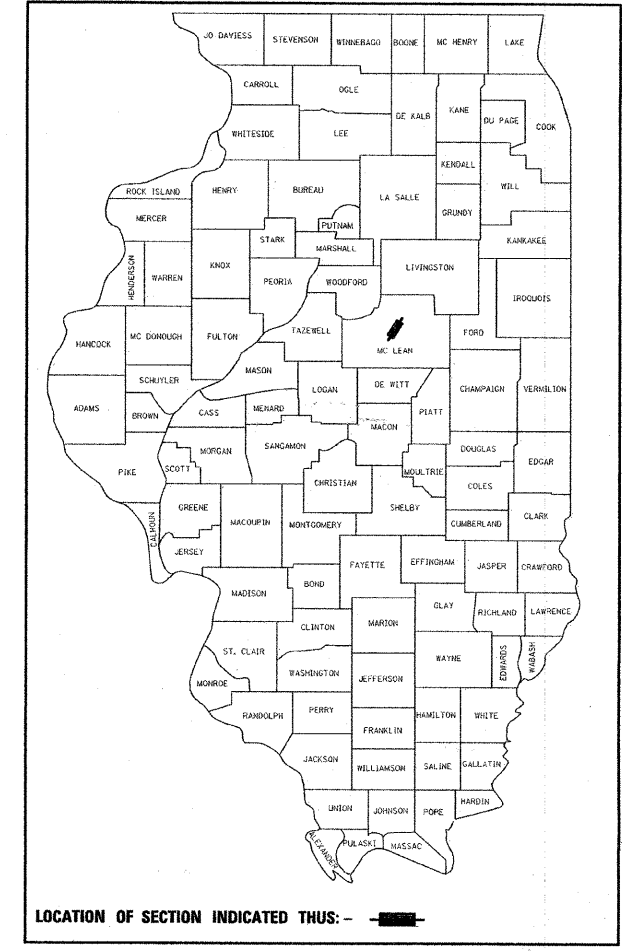 JO DAVIESS
STEVENSON
WINNEBAGO
BOONE
MC HENRY
LAKE
CARROLL
OGLE
DE KALB
KANE
DU PAGE
COOK
WHITESIDE
LEE
KENDALL
WILL
ROCK ISLAND
HENRY
BUREAU
LA SALLE
GRUNDY
MERCER
PUTNAM
STARK
MARSHALL
KANKAKEE
HENDERSON
WARREN
KNOX
PEORIA
WOODFORD
LIVINGSTON
IROQUOIS
HANCOCK
MC DONOUGH
FULTON
TAZEWELL
MC LEAN
FORD
MASON
SCHUYLER
LOGAN
DE WITT
CHAMPAIGN
VERMILION
ADAMS
BROWN
CASS
MENARD
MACON
PIATT
PIKE
SCOTT
MORGAN
SANGAMON
DOUGLAS
EDGAR
CHRISTIAN
MOULTRIE
COLES
GREENE
MACOUPIN
MONTGOMERY
SHELBY
CUMBERLAND
CLARK
CALHOUN
JERSEY
FAYETTE
EFFINGHAM
JASPER
CRAWFORD
MADISON
BOND
CLAY
RICHLAND
LAWRENCE
CLINTON
MARION
ST. CLAIR
WAYNE
EDWARDS
WABASH
WASHINGTON
JEFFERSON
MONROE
RANDOLPH
PERRY
HAMILTON
WHITE
FRANKLIN
JACKSON
WILLIAMSON
SALINE
GALLATIN
UNION
JOHNSON
POPE
HARDIN
ALEXANDER
PULASKI
MASSAC
LOCATION OF SECTION INDICATED THUS: -